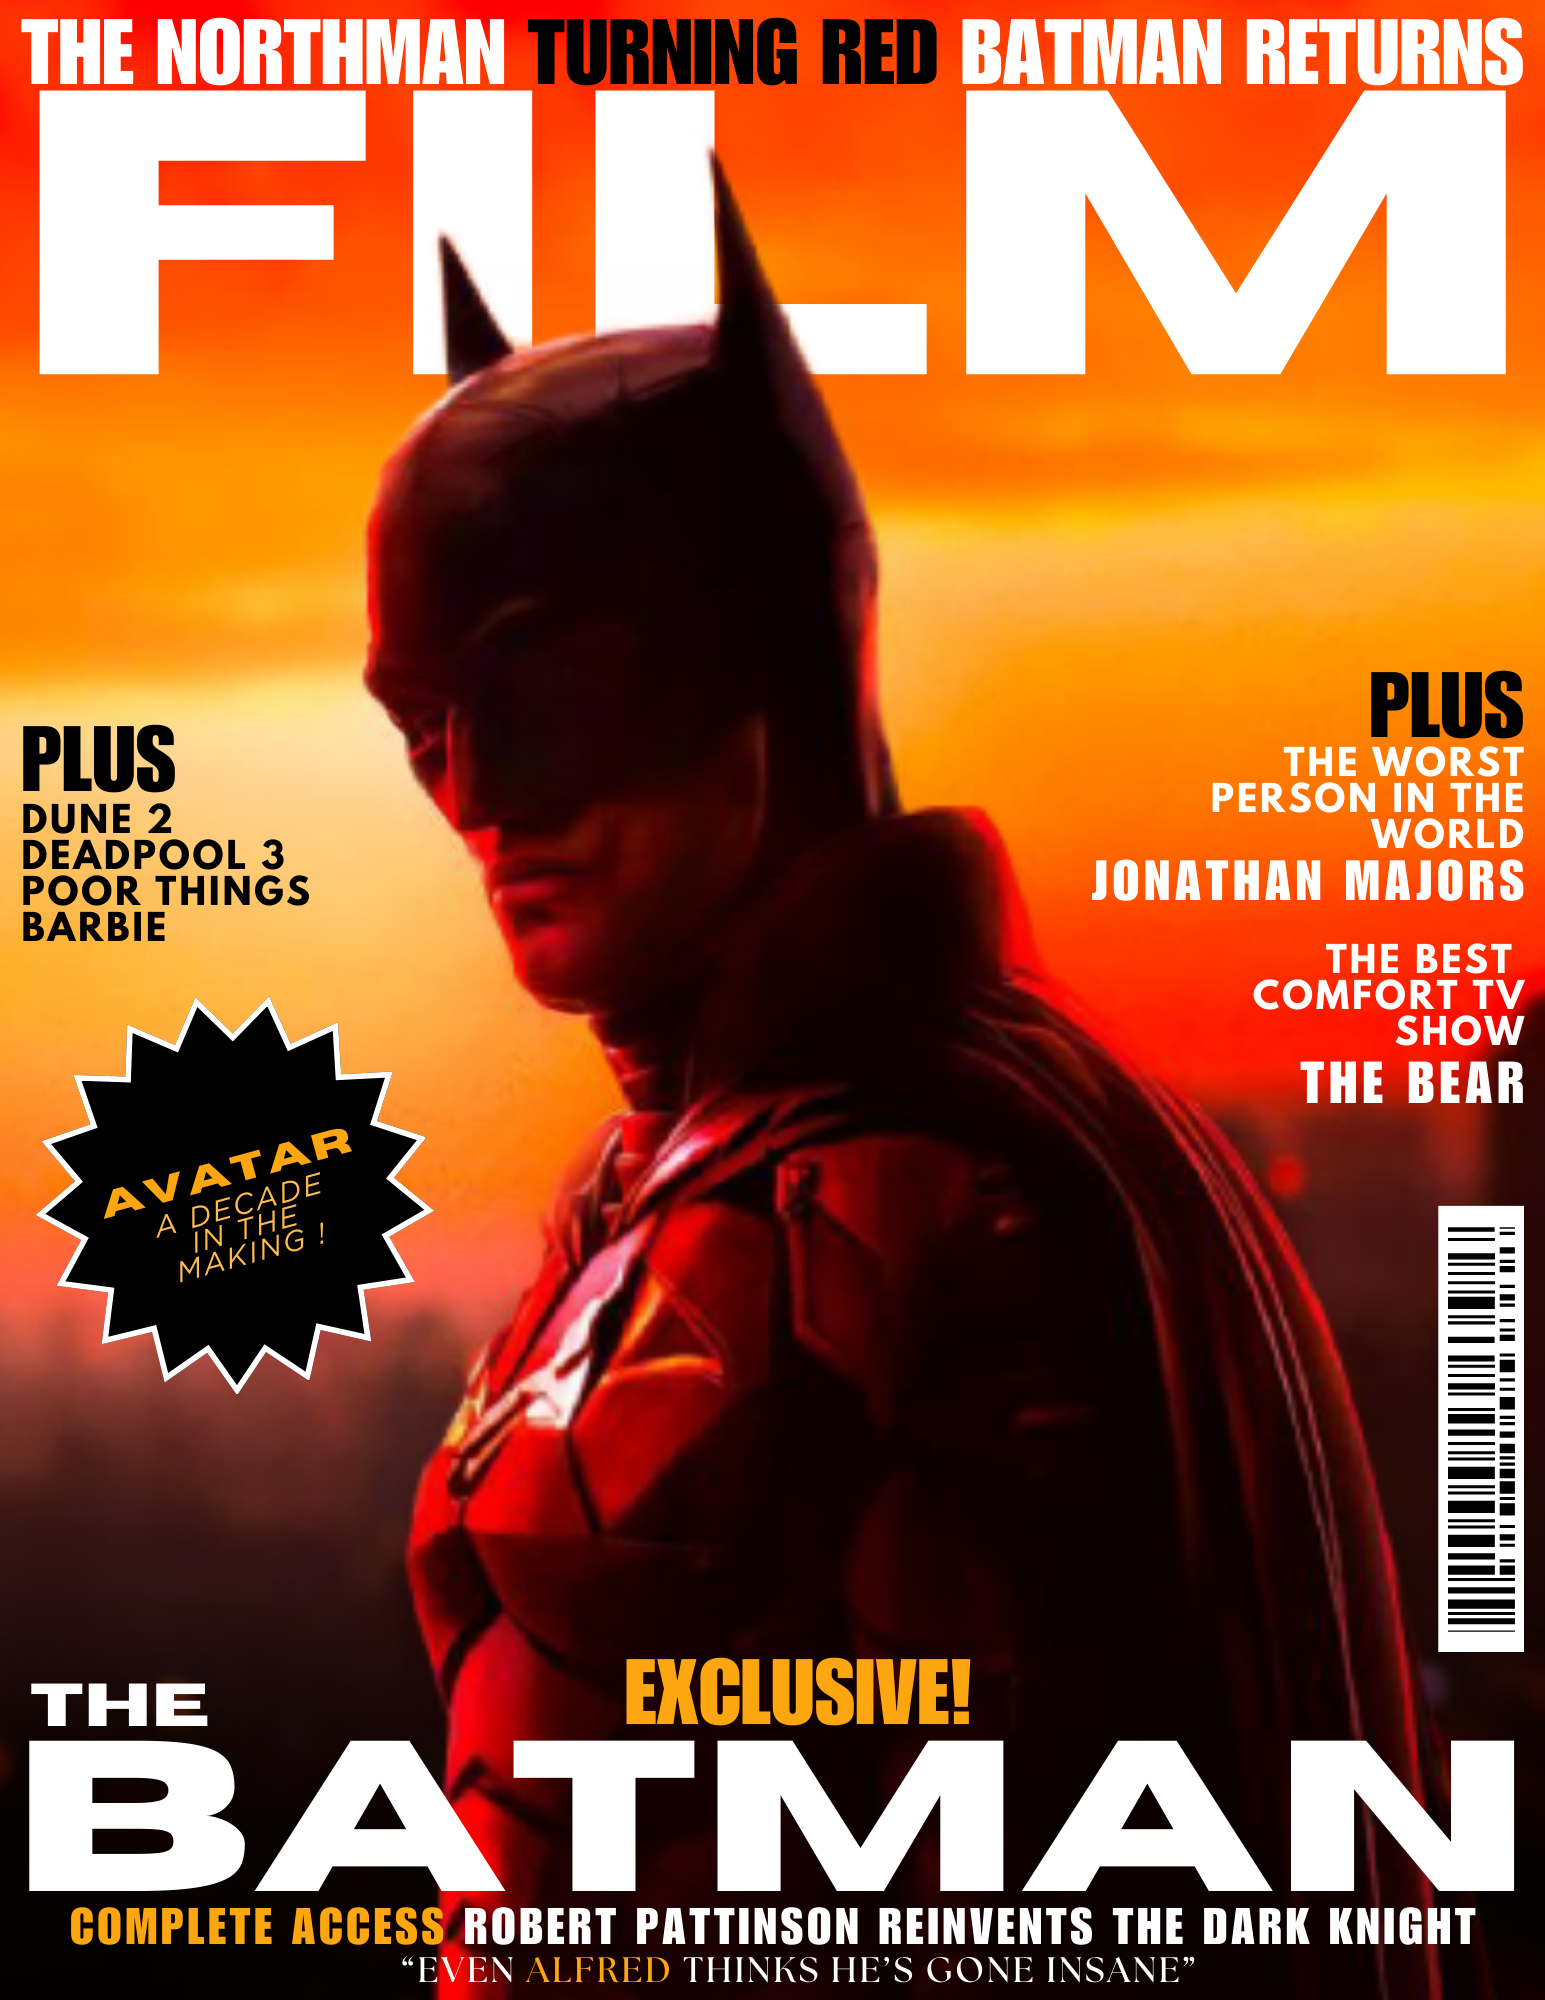 THE NORTHMAN TURNING RED BATMAN RETURNS
FILM
PLUS
DUNE 2
DEADPOOL 3
POOR THINGS
BARBIE
AVATAR
A DECADE
IN THE
MAKING !
PLUS
THE WORST
PERSON IN THE
WORLD
JONATHAN MAJORS
THE BEST
COMFORT TV
SHOW
THE BEAR
EXCLUSIVE!
THE
BATMAN
COMPLETE ACCESS ROBERT PATTINSON REINVENTS THE DARK KNIGHT
“EVEN ALFRED THINKS HE’S GONE INSANE”